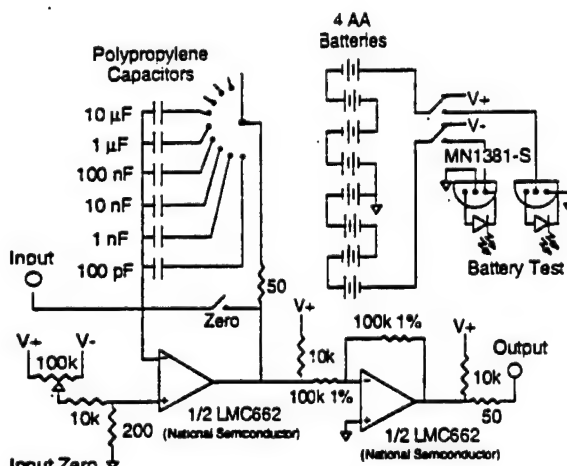 4 AA
Batteries
Polypropylene
Capacitors
10 µF
1 µF
100 nF
10 nF
1 nF
100 pF
V+
V-
MN1381-S
Battery Test
Input
Zero
50
V+
V-
100k
10k
200
Input Zero
1/2 LMC662
(National Semiconductor)
V+
10k
100k 1%
100k 1%
1/2 LMC662
(National Semiconductor)
V+
10k
50
Output